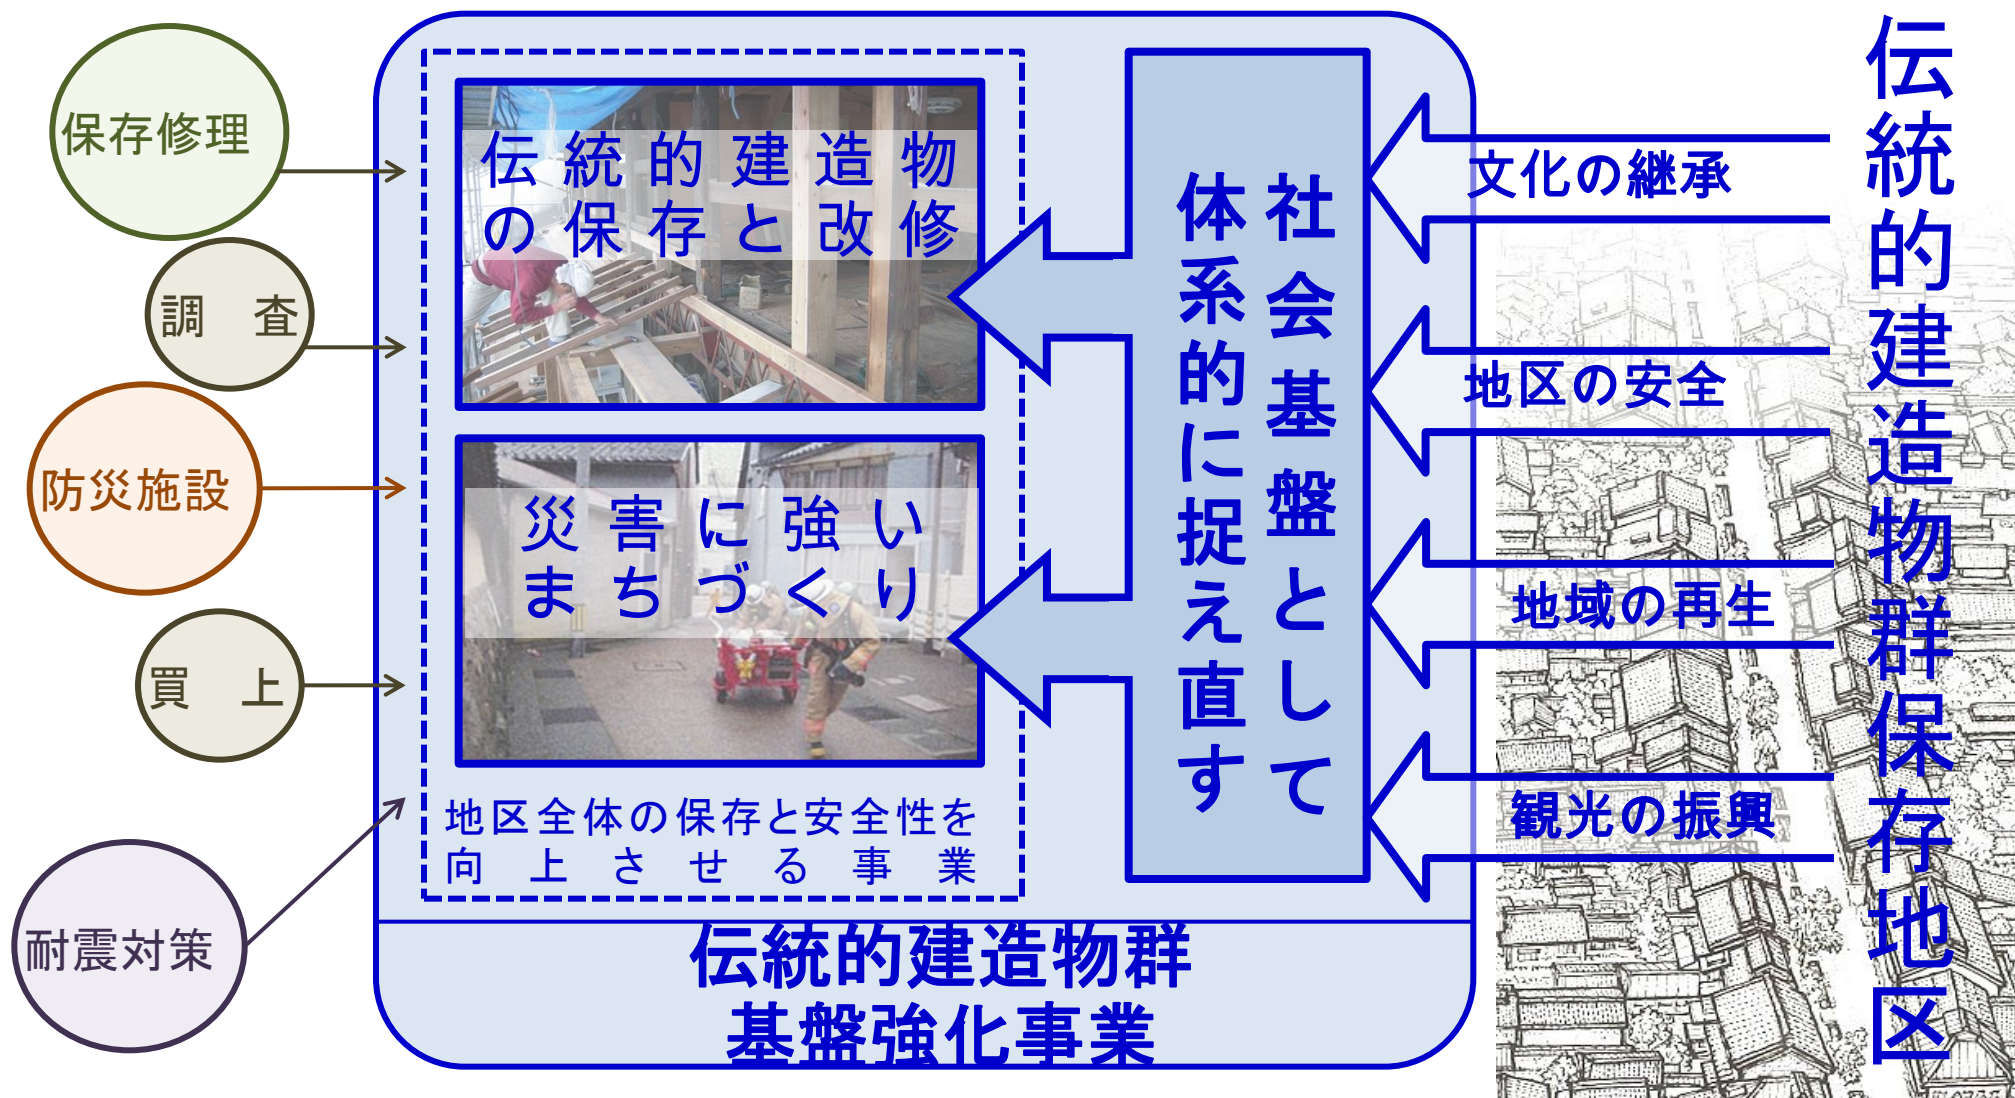 保存修理
調　査
防災施設
買　上
耐震対策
伝統的建造物
の保存と改修
災害に強い
まちづくり
地区全体の保存と安全性を
向上させる事業
社会基盤として
体系的に捉え直す
文化の継承
地区の安全
地域の再生
観光の振興
伝統的建造物群保存地区
伝統的建造物群
基盤強化事業